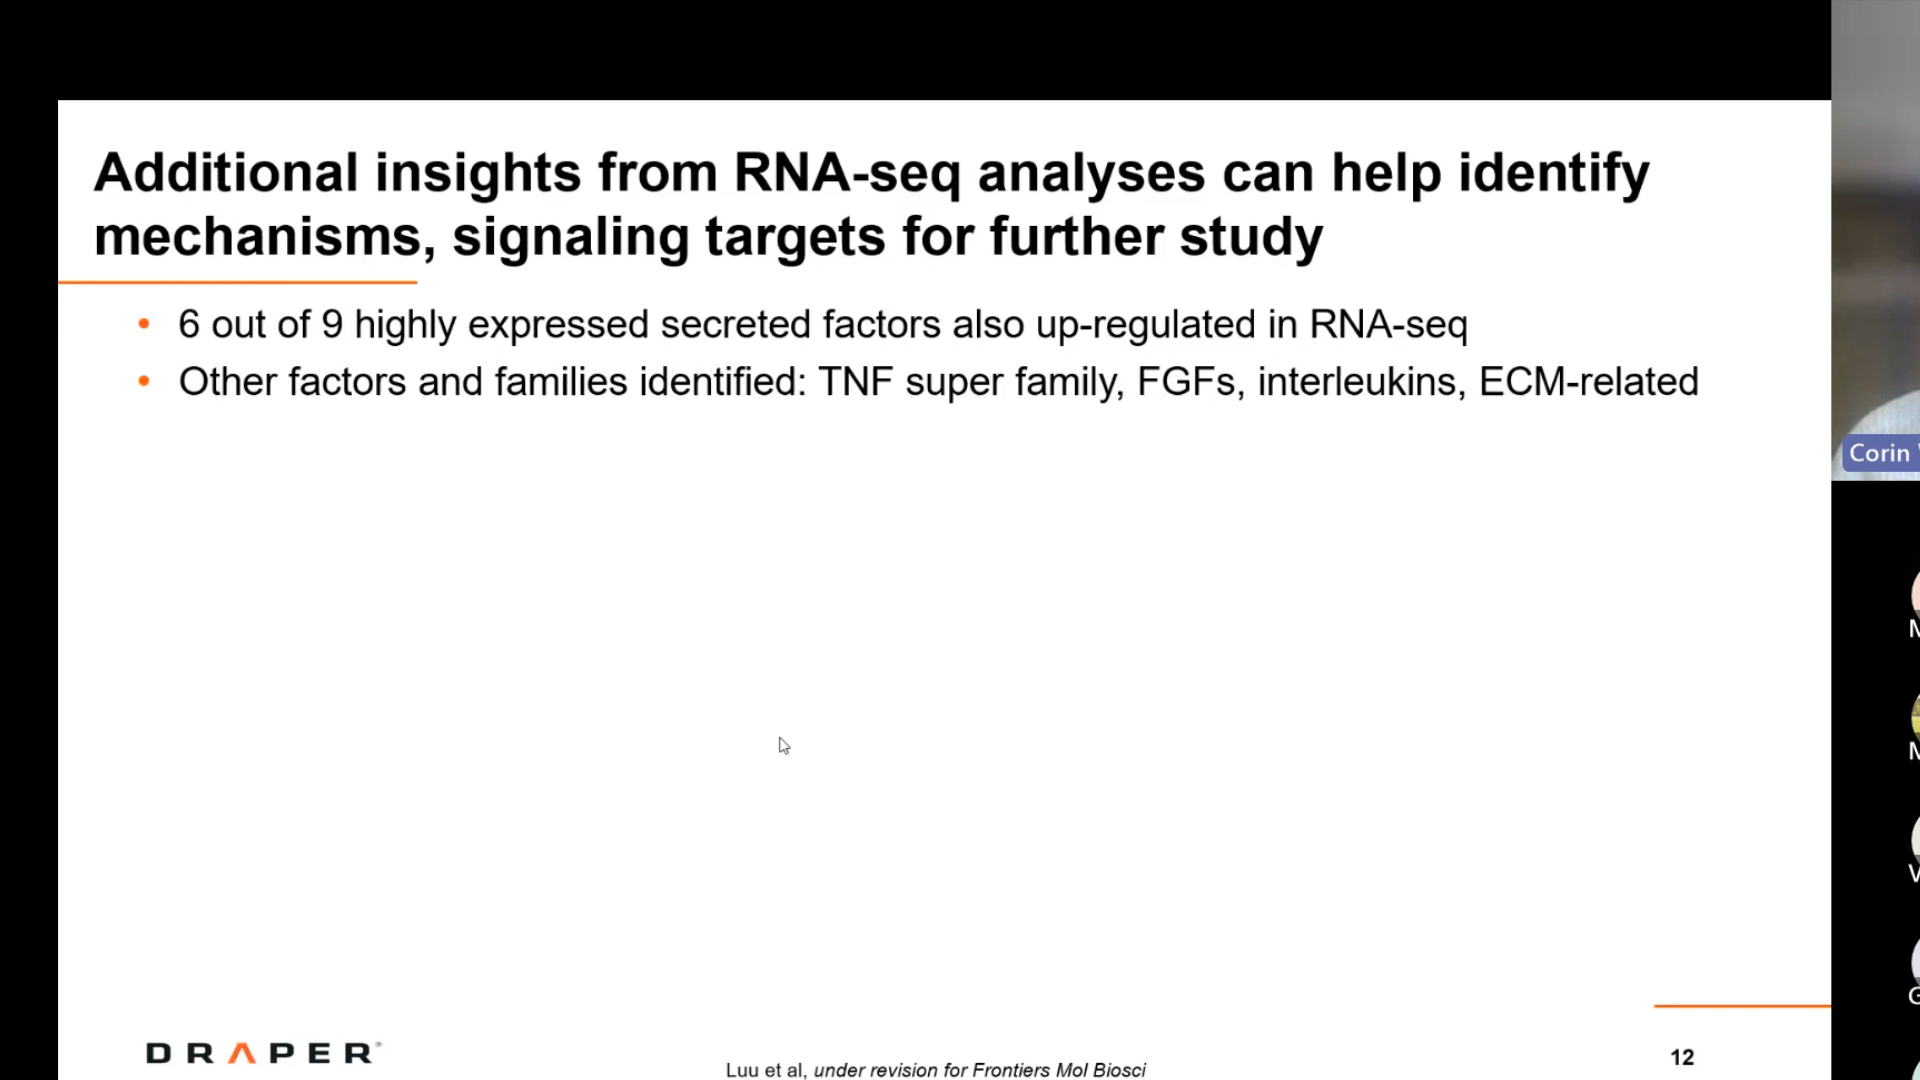 Additional insights from RNA-seq analyses can help identify
mechanisms, signaling targets for further study
• 6 out of 9 highly expressed secreted factors also up-regulated in RNA-seq
• Other factors and families identified: TNF super family, FGFs, interleukins, ECM-related
Corin
DRAPER®
Luu et al, under revision for Frontiers Mol Biosci
12